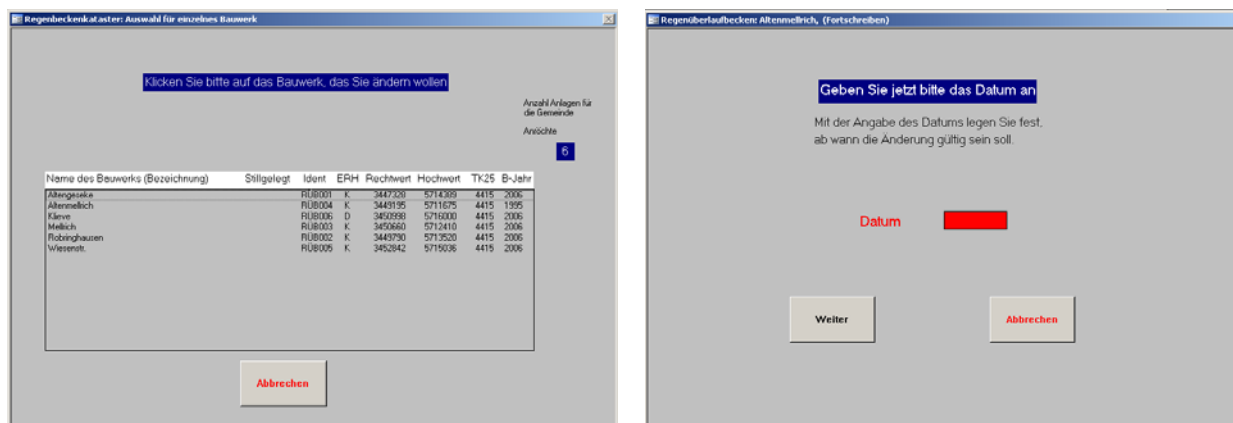 Regenbeckenkataster: Auswahl für einzelnes Bauwerk
Klicken Sie bitte auf das Bauwerk, das Sie ändern wollen
Anzahl Anlagen für
die Gemeinde
Anröchte
6
Name des Bauwerks (Bezeichnung) Stillgelegt Ident ERH Rechtwert Hochwert TK25 B-Jahr
Altengeseke RÜB001 K 3447328 5714389 4415 2006
Altenmellrich RÜB004 K 3449195 5711675 4415 1995
Klieve RÜB006 D 3450998 5716000 4415 2006
Mellrich RÜB003 K 3450660 5712410 4415 2006
Robringhausen RÜB002 K 3449790 5713520 4415 2006
Wiesenstr. RÜB005 K 3452842 5715036 4415 2006
Abbrechen
Regenüberlaufbecken: Altenmellrich, (Fortschreiben)
Geben Sie jetzt bitte das Datum an
Mit der Angabe des Datums legen Sie fest,
ab wann die Änderung gültig sein soll.
Datum
Weiter Abbrechen